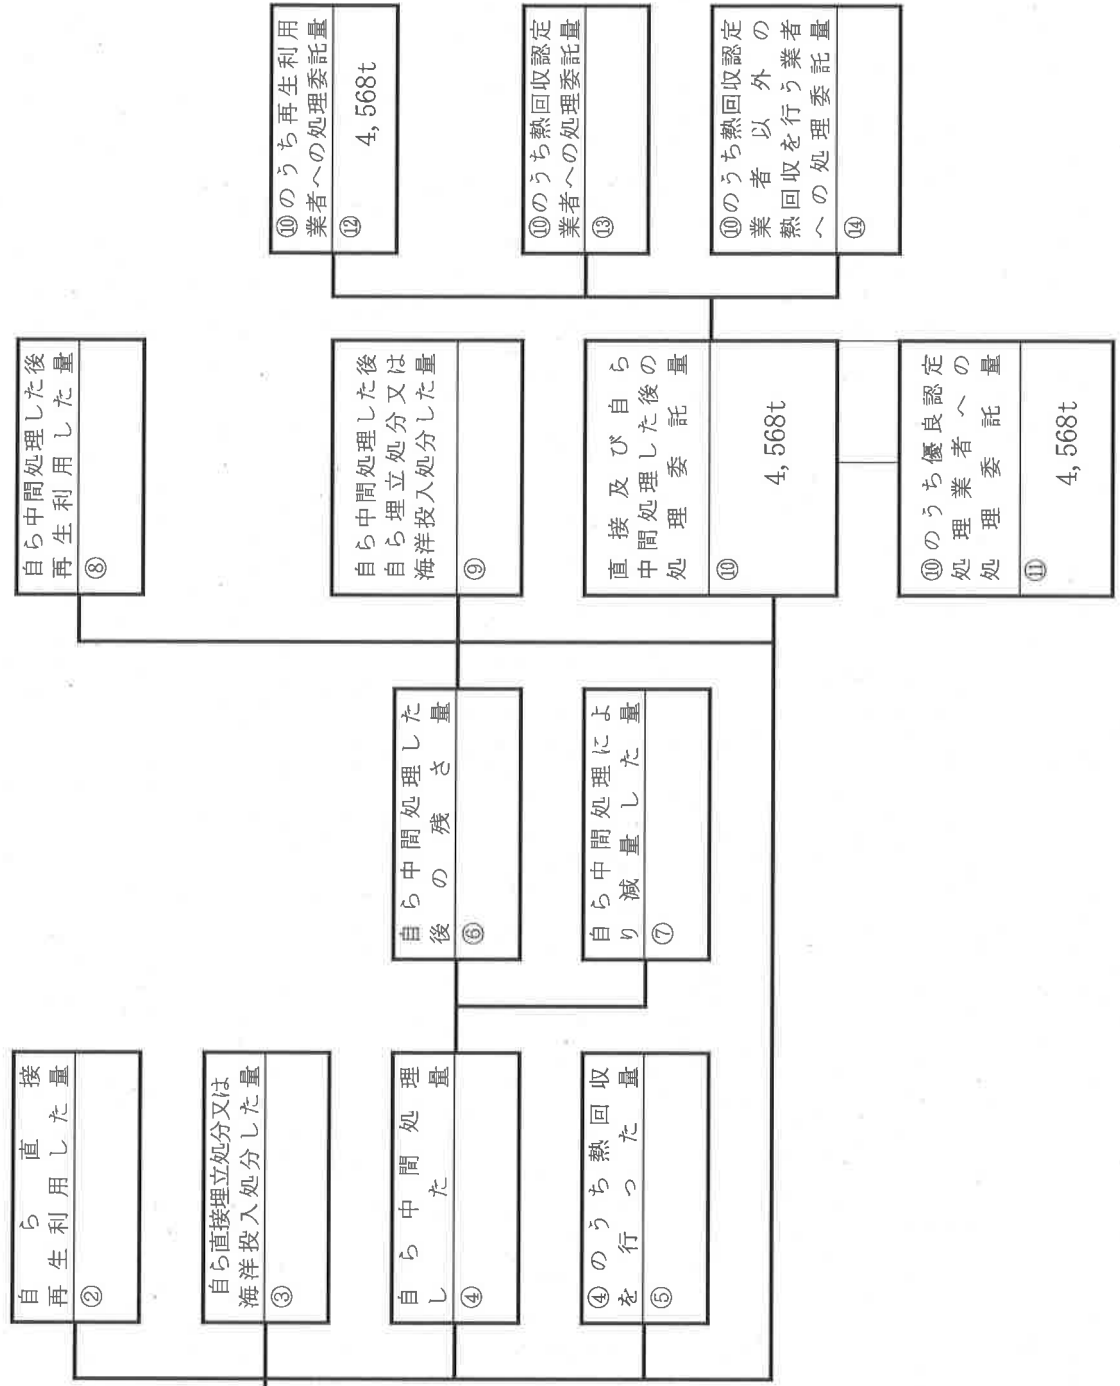 自ら直接
再生利用した量
②
自ら直接埋立処分又は
海洋投入処分した量
③
自ら中間処理
した量
④
④のうち熱回収
を行った量
⑤
自ら中間処理した
後の残さ量
⑥
自ら中間処理によ
り減量した量
⑦
自ら中間処理した後
再生利用した量
⑧
自ら中間処理した後
自ら埋立処分又は
海洋投入処分した量
⑨
直接及び自ら
中間処理した後の
処理委託量
⑩
4,568t
⑩のうち優良認定
処理業者への
処理委託量
⑪
4,568t
⑩のうち再生利用
業者への処理委託量
⑫
4,568t
⑩のうち熱回収認定
業者への処理委託量
⑬
⑩のうち熱回収認定
業者以外の
熱回収を行う業者
への処理委託量
⑭